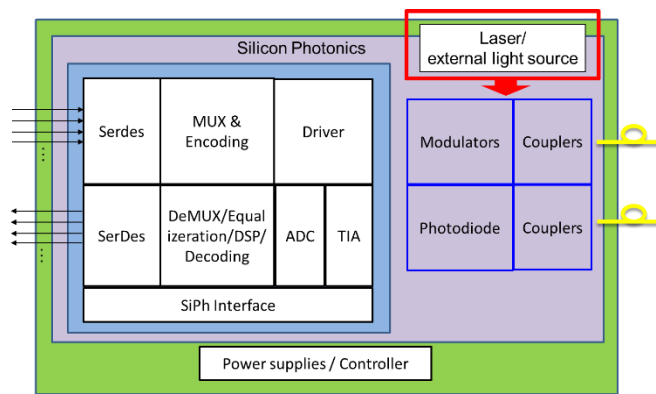 Silicon Photonics
Laser/
external light source
Serdes
MUX &
Encoding
Driver
Modulators
Couplers
SerDes
DeMUX/Equal
ization/DSP/
Decoding
ADC
TIA
Photodiode
Couplers
SiPh Interface
Power supplies / Controller